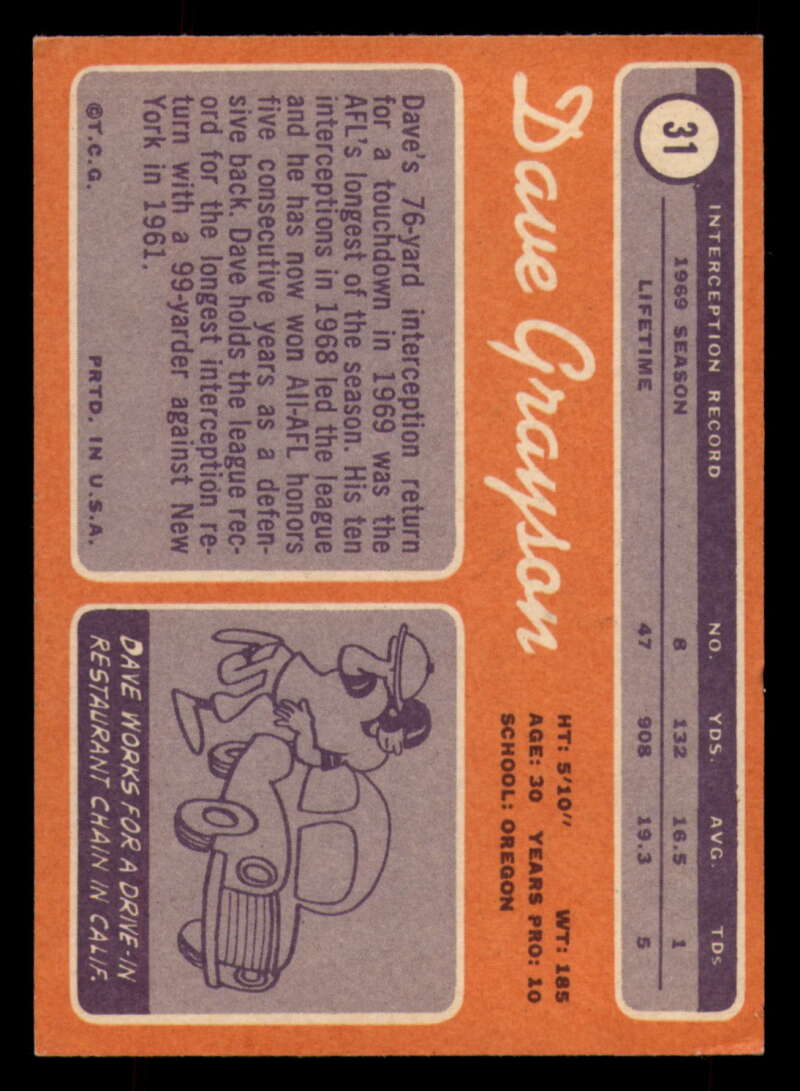 31
INTERCEPTION RECORD NO. YDS. AVG. TDs
1969 SEASON 8 132 16.5 1
LIFETIME 47 908 19.3 5
Dave Grayson
HT: 5'10" WT: 185
AGE: 30 YEARS PRO: 10
SCHOOL: OREGON
Dave's 76-yard interception return
for a touchdown in 1969 was the
AFL's longest of the season. His ten
interceptions in 1968 led the league
and he has now won All-AFL honors
five consecutive years as a defen-
sive back. Dave holds the league rec-
ord for the longest interception re-
turn with a 99-yarder against New
York in 1961.
©T.C.G. PRTD. IN U.S.A.
DAVE WORKS FOR A DRIVE-IN
RESTAURANT CHAIN IN CALIF.